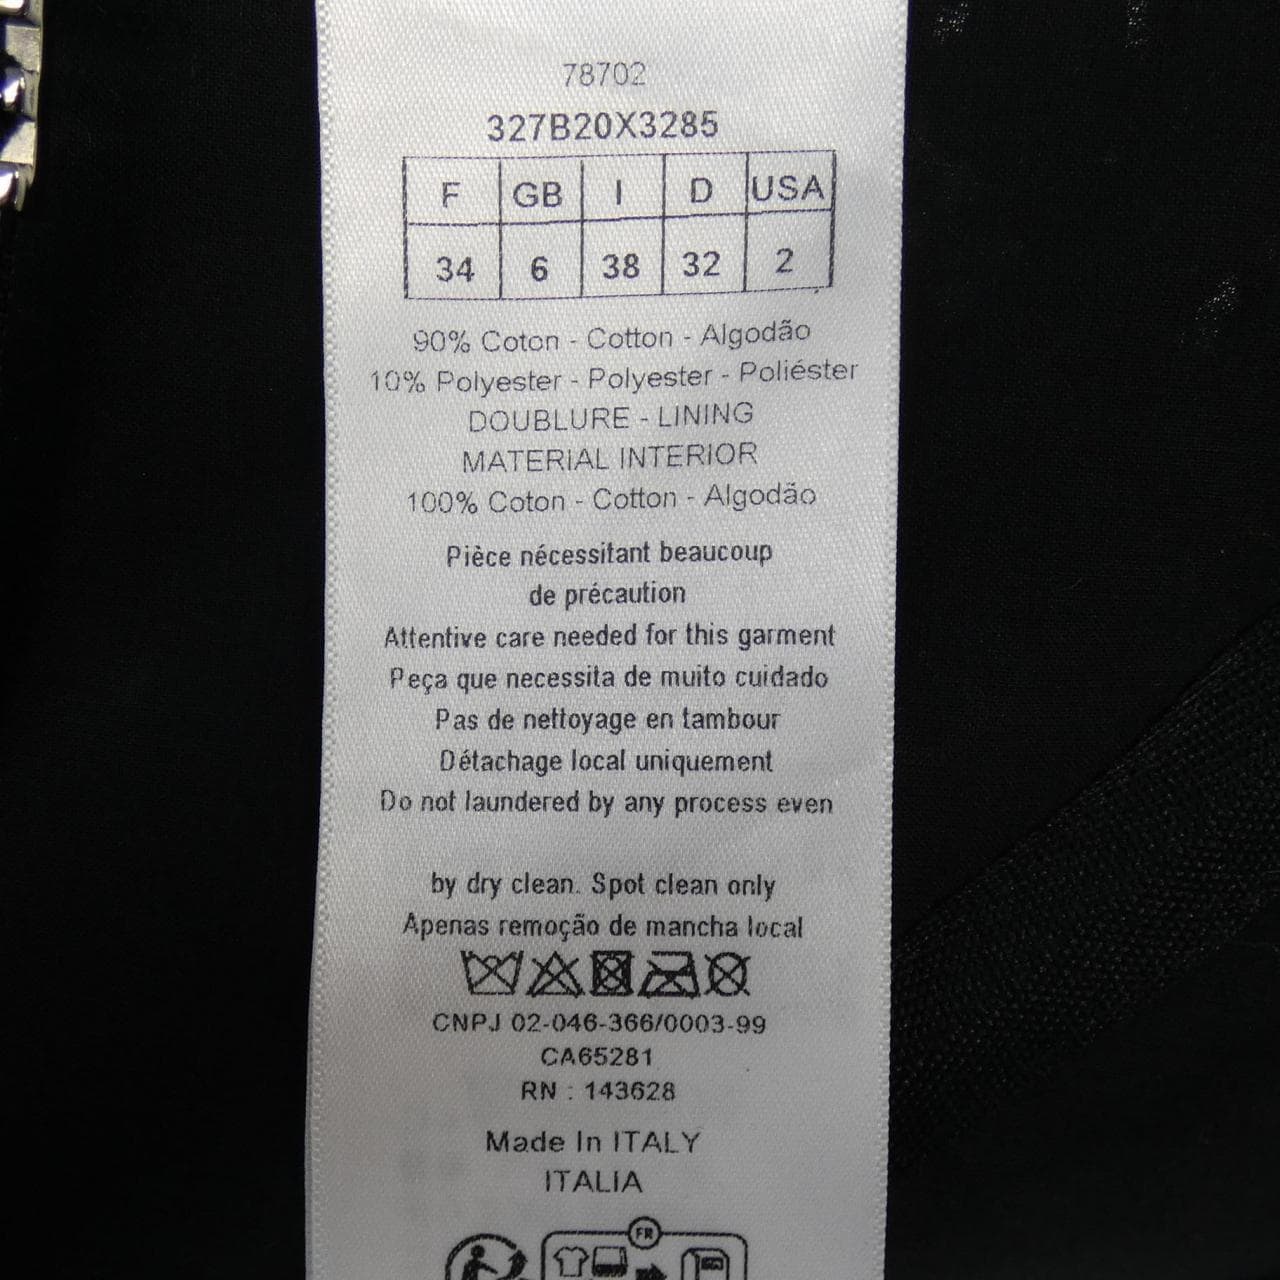 78702
327B20X3285
F GB I D USA
34 6 38 32 2
90% Coton - Cotton - Algodão
10% Polyester - Polyester - Poliéster
DOUBLURE - LINING
MATERIAL INTERIOR
100% Coton - Cotton - Algodão
Pièce nécessitant beaucoup
de précaution
Attentive care needed for this garment
Peça que necessita de muito cuidado
Pas de nettoyage en tambour
Détachage local uniquement
Do not laundered by any process even
by dry clean. Spot clean only
Apenas remoção de mancha local
CNPJ 02-046-366/0003-99
CA65281
RN : 143628
Made In ITALY
ITALIA
FR